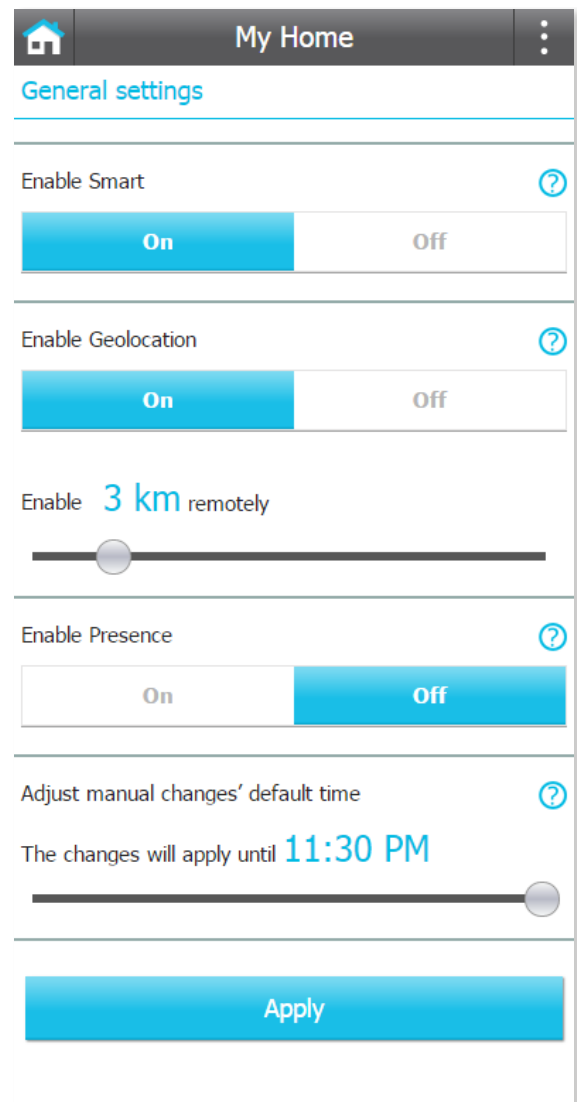 My Home
General settings
Enable Smart ?
On Off
Enable Geolocation ?
On Off
Enable 3 km remotely
Enable Presence ?
On Off
Adjust manual changes’ default time ?
The changes will apply until 11:30 PM
Apply